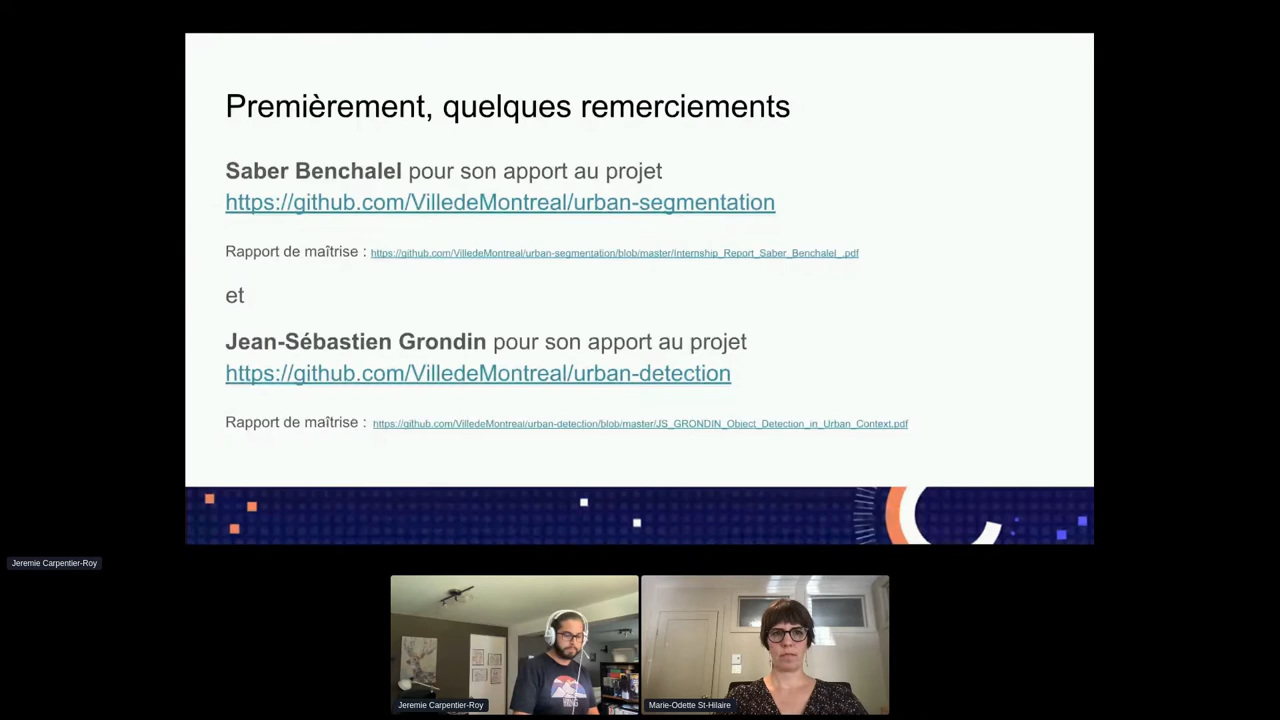 Premièrement, quelques remerciements
Saber Benchalel pour son apport au projet
https://github.com/VilledeMontreal/urban-segmentation
Rapport de maîtrise : https://github.com/VilledeMontreal/urban-segmentation/blob/master/Internship_Report_Saber_Benchalel_.pdf
et
Jean-Sébastien Grondin pour son apport au projet
https://github.com/VilledeMontreal/urban-detection
Rapport de maîtrise : https://github.com/VilledeMontreal/urban-detection/blob/master/JS_GRONDIN_Object_Detection_in_Urban_Context.pdf
Jeremie Carpentier-Roy
Jeremie Carpentier-Roy
Marie-Odette St-Hilaire